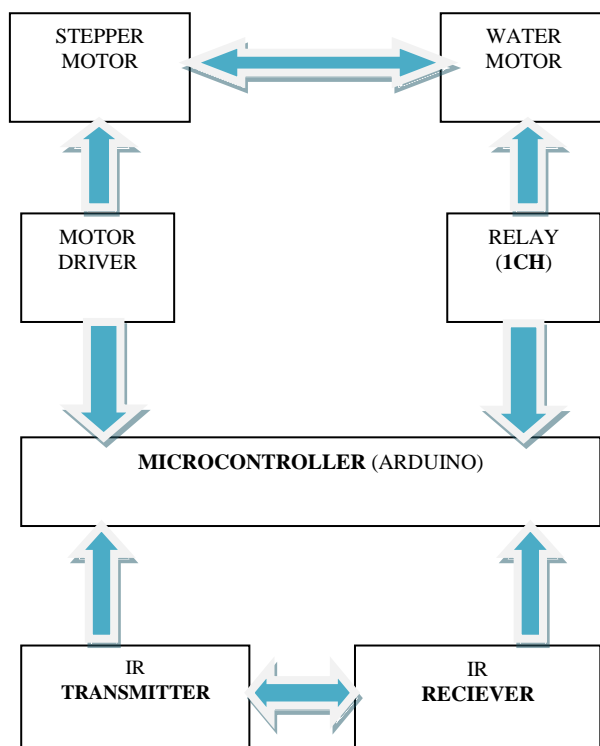 STEPPER
MOTOR
WATER
MOTOR
MOTOR
DRIVER
RELAY
(1CH)
MICROCONTROLLER (ARDUINO)
IR
TRANSMITTER
IR
RECIEVER